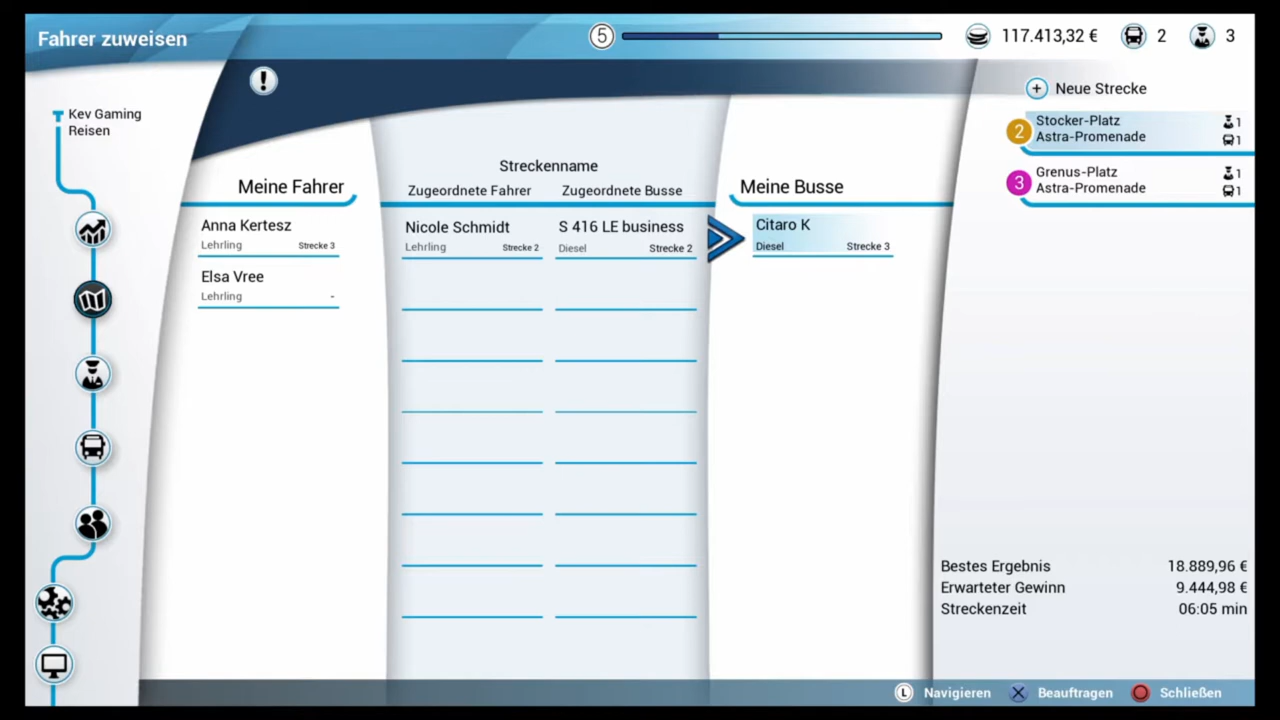 Fahrer zuweisen
5
117.413,32 €
2
3
!
Kev Gaming
Reisen
Neue Strecke
2
Stocker-Platz
Astra-Promenade
1
1
3
Grenus-Platz
Astra-Promenade
1
1
Meine Fahrer
Anna Kertesz
Lehrling Strecke 3
Elsa Vree
Lehrling -
Streckenname
Zugeordnete Fahrer Zugeordnete Busse
Nicole Schmidt S 416 LE business
Lehrling Strecke 2 Diesel Strecke 2
Meine Busse
Citaro K
Diesel Strecke 3
Bestes Ergebnis 18.889,96 €
Erwarteter Gewinn 9.444,98 €
Streckenzeit 06:05 min
L Navigieren Beauftragen Schließen